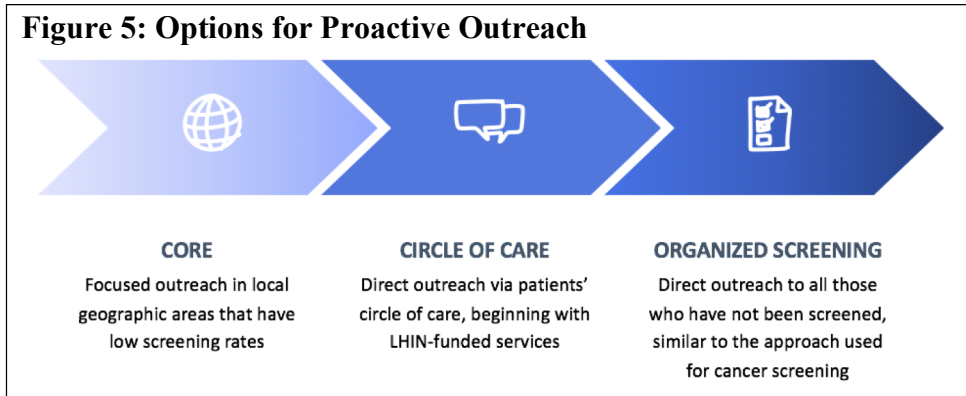 Figure 5: Options for Proactive Outreach
CORE
Focused outreach in local
geographic areas that have
low screening rates
CIRCLE OF CARE
Direct outreach via patients’
circle of care, beginning with
LHIN-funded services
ORGANIZED SCREENING
Direct outreach to all those
who have not been screened,
similar to the approach used
for cancer screening